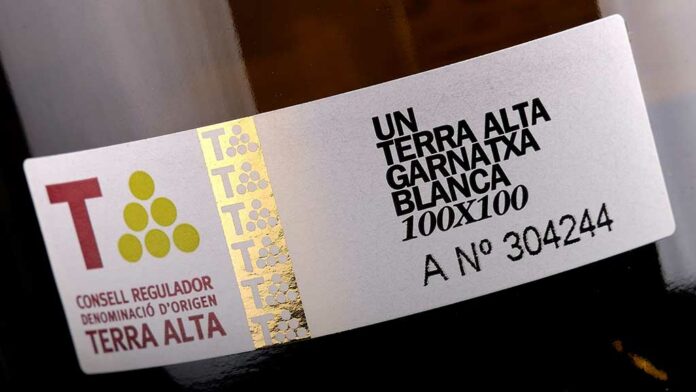 T
CONSELL REGULADOR
DENOMINACIÓ D'ORIGEN
TERRA ALTA
T
T
T
T
T
T
UN
TERRA ALTA
GARNATXA
BLANCA
100X100
A Nº 304244